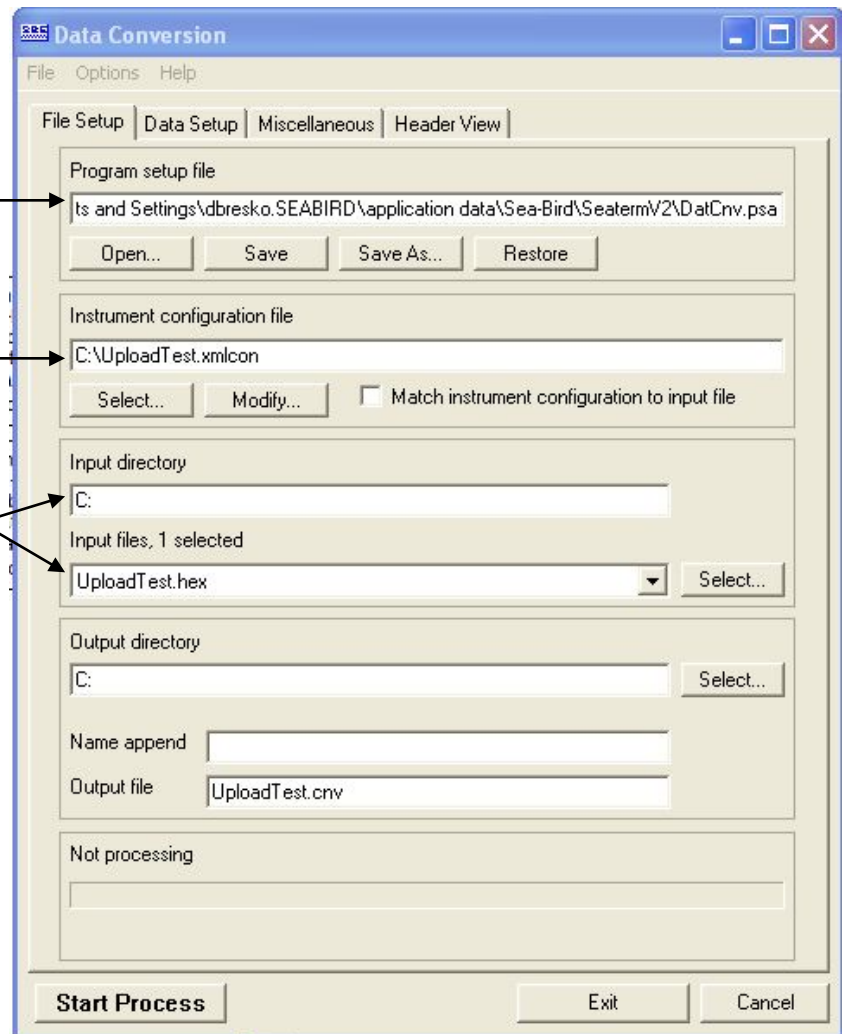 SBE Data Conversion
File Options Help
File Setup Data Setup Miscellaneous Header View
Program setup file
ts and Settings\dbresko.SEABIRD\application data\Sea-Bird\SeatermV2\DatCnv.psa
Open... Save Save As... Restore
Instrument configuration file
C:\UploadTest.xmlcon
Select... Modify... Match instrument configuration to input file
Input directory
C:
Input files, 1 selected
UploadTest.hex Select...
Output directory
C: Select...
Name append
Output file UploadTest.cnv
Not processing
Start Process Exit Cancel